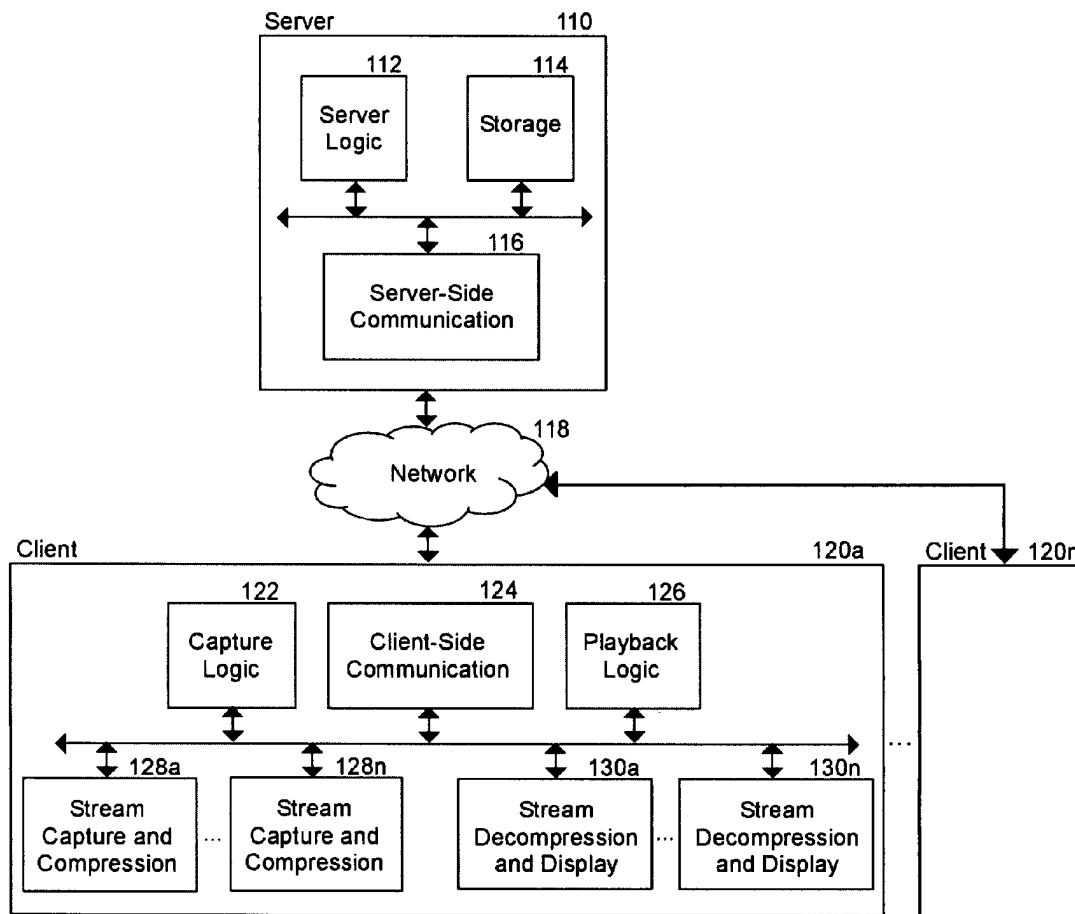 Server 110
112 114
Server Logic
Storage
116
Server-Side
Communication
118
Network
Client 120a Client 120n
122 124 126
Capture Logic
Client-Side
Communication
Playback Logic
...
128a 128n 130a 130n
Stream
Capture and
Compression
...
Stream
Capture and
Compression
Stream
Decompression
and Display
...
Stream
Decompression
and Display